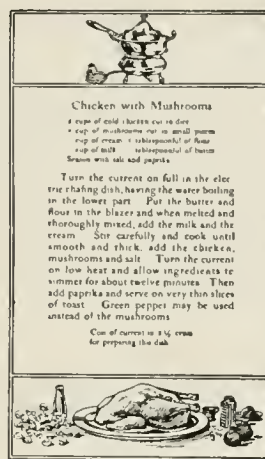 Chicken with Mushrooms
cups of cold chicken cut in dice
cup of mushrooms cut in small pieces
cup of cream 1 tablespoonful of flour
cup of milk tablespoonful of butter
Season with salt and paprika
Turn the current on full in the elec
tric chafing dish, having the water boiling
in the lower part Put the butter and
flour in the blazer and when melted and
thoroughly mixed, add the milk and the
cream Stir carefully and cook until
smooth and thick, add the chicken,
mushrooms and salt Turn the current
on low heat and allow ingredients to
simmer for about twelve minutes Then
add paprika and serve on very thin slices
of toast Green pepper may be used
instead of the mushrooms
Cost of current is cents
for preparing this dish